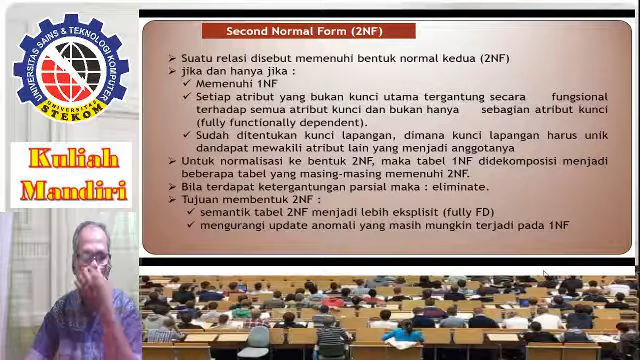 Second Normal Form (2NF)
UNIVERSITAS SAINS & TEKNOLOGI KOMPUTER
UNIVERSITAS
STEKOM
Kuliah
Mandiri
Suatu relasi disebut memenuhi bentuk normal kedua (2NF)
jika dan hanya jika :
Memenuhi 1NF
Setiap atribut yang bukan kunci utama tergantung secara fungsional
terhadap semua atribut kunci dan bukan hanya sebagian atribut kunci
(fully functionally dependent).
Sudah ditentukan kunci lapangan, dimana kunci lapangan harus unik
dandapat mewakili atribut lain yang menjadi anggotanya
Untuk normalisasi ke bentuk 2NF, maka tabel 1NF didekomposisi menjadi
beberapa tabel yang masing-masing memenuhi 2NF.
Bila terdapat ketergantungan parsial maka : eliminate.
Tujuan membentuk 2NF :
semantik tabel 2NF menjadi lebih eksplisit (fully FD)
mengurangi update anomali yang masih mungkin terjadi pada 1NF